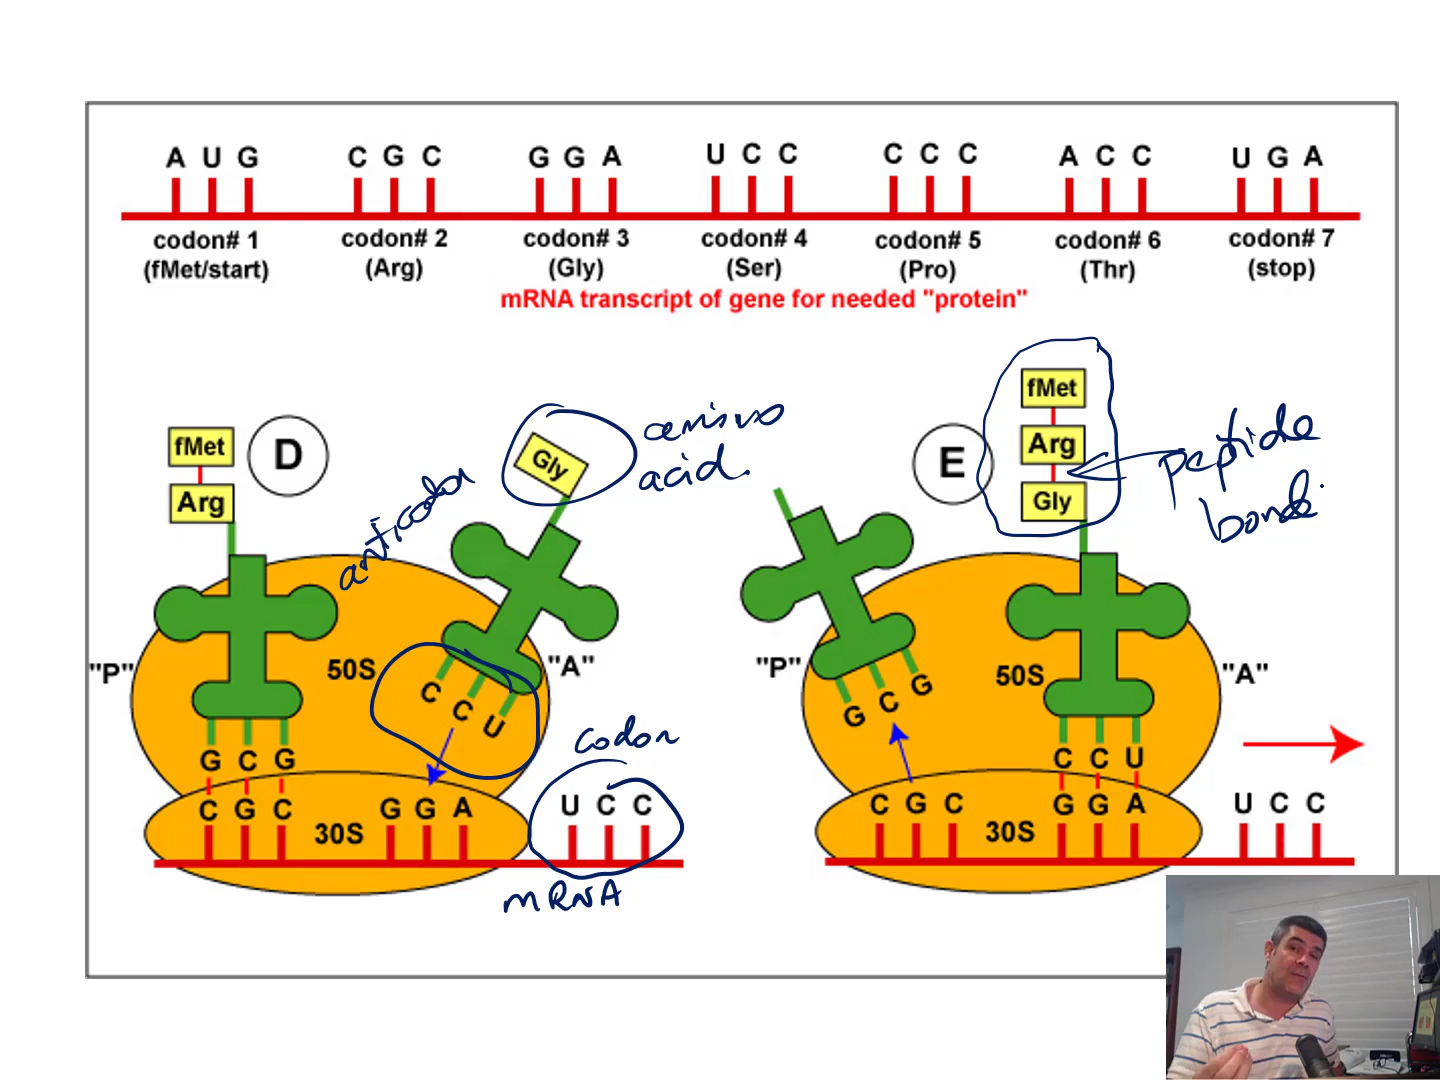 A U G C G C G G A U C C C C C A C C U G A
codon# 1 codon# 2 codon# 3 codon# 4 codon# 5 codon# 6 codon# 7
(fMet/start) (Arg) (Gly) (Ser) (Pro) (Thr) (stop)
mRNA transcript of gene for needed "protein"
fMet
Arg
D
anticodon
Gly
amino
acid
"P"
50S
"A"
C C U
G C G
codon
C G C
30S
G G A
U C C
mRNA
E
fMet
Arg
Gly
peptide
bonds
"P"
50S
"A"
G C G
C C U
C G C
30S
G G A
U C C